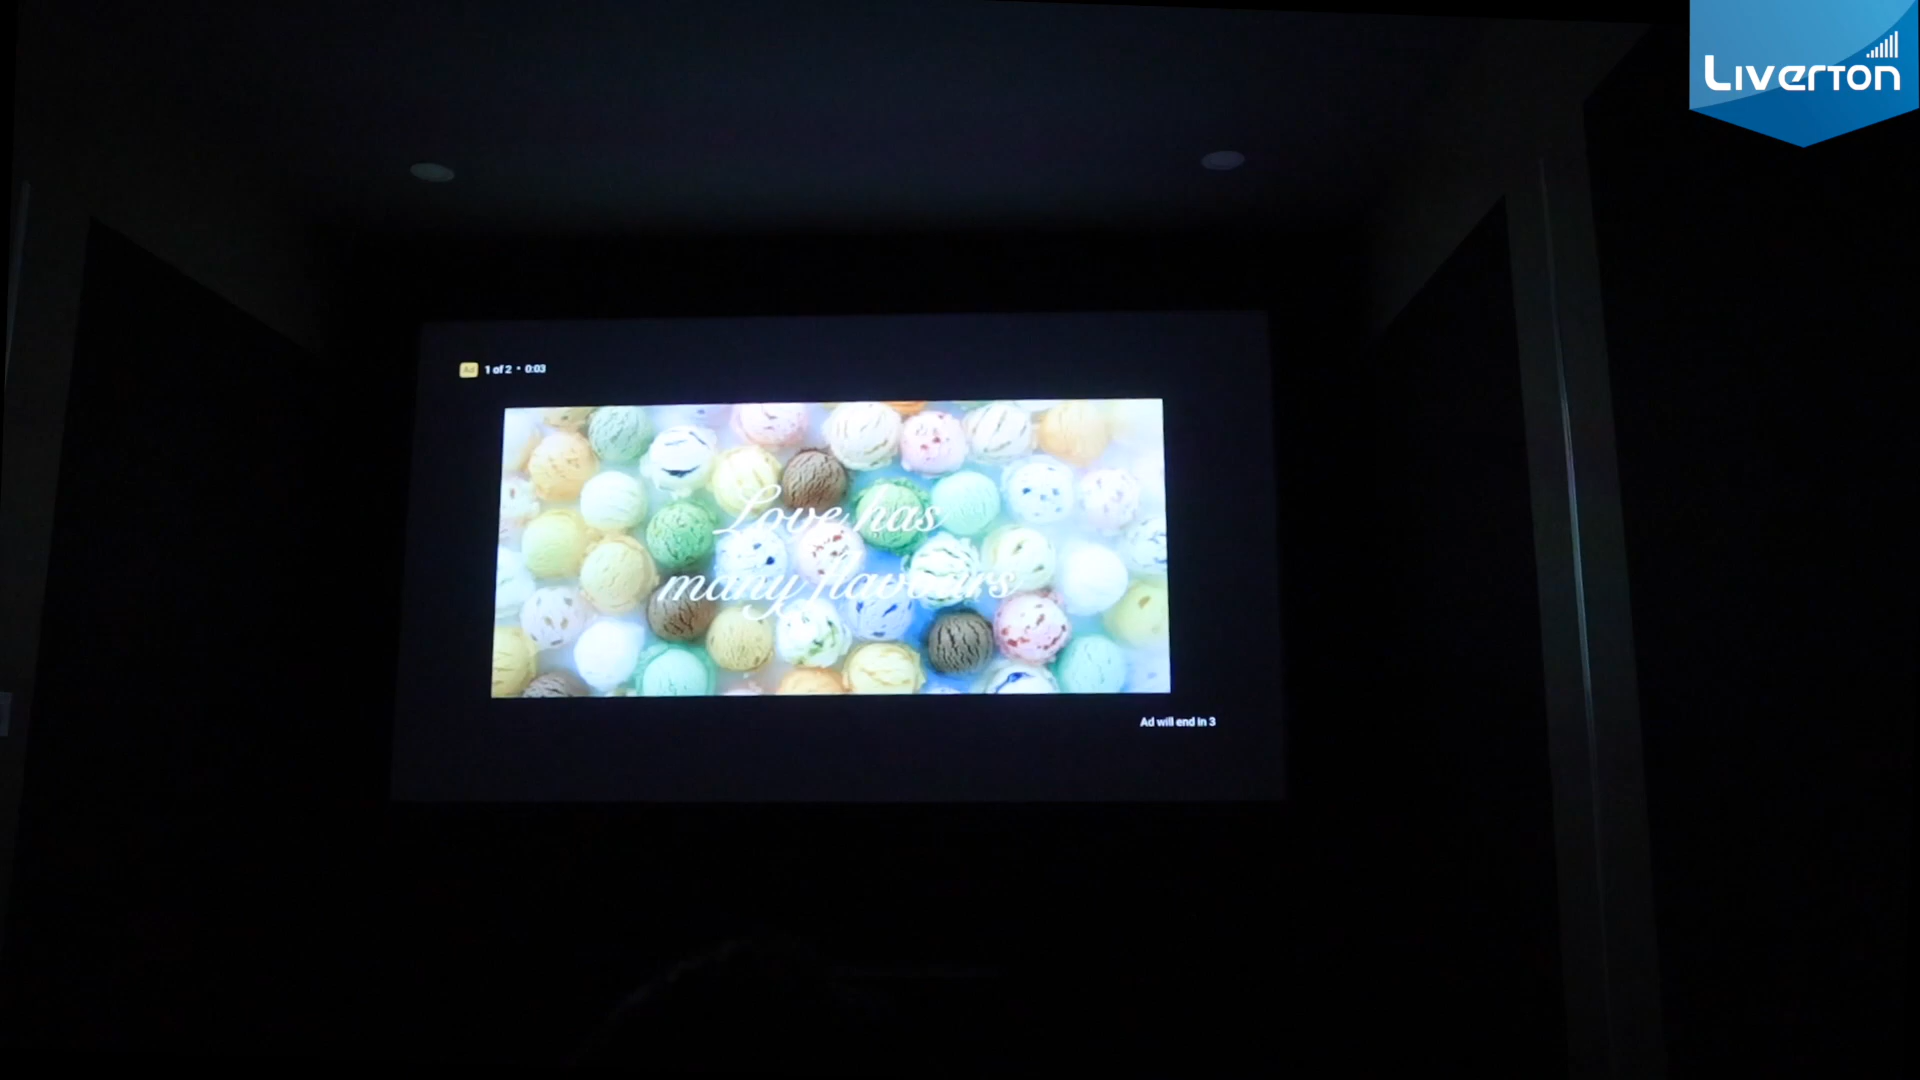 Liverton
Ad 1 of 2 • 0:03
Love has
many flavours
Ad will end in 3